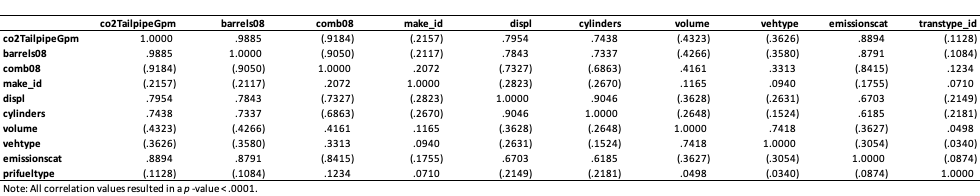 co2TailpipeGpm barrels08 comb08 make_id displ cylinders volume vehtype emissionscat transtype_id
co2TailpipeGpm 1.0000 .9885 (.9184) (.2157) .7954 .7438 (.4323) (.3626) .8894 (.1128)
barrels08 .9885 1.0000 (.9050) (.2117) .7843 .7337 (.4266) (.3580) .8791 (.1084)
comb08 (.9184) (.9050) 1.0000 .2072 (.7327) (.6863) .4161 .3313 (.8415) .1234
make_id (.2157) (.2117) .2072 1.0000 (.2823) (.2670) .1165 .0940 (.1755) .0710
displ .7954 .7843 (.7327) (.2823) 1.0000 .9046 (.3628) (.2631) .6703 (.2149)
cylinders .7438 .7337 (.6863) (.2670) .9046 1.0000 (.2648) (.1524) .6185 (.2181)
volume (.4323) (.4266) .4161 .1165 (.3628) (.2648) 1.0000 .7418 (.3627) .0498
vehtype (.3626) (.3580) .3313 .0940 (.2631) (.1524) .7418 1.0000 (.3054) (.0340)
emissionscat .8894 .8791 (.8415) (.1755) .6703 .6185 (.3627) (.3054) 1.0000 (.0874)
prifueltype (.1128) (.1084) .1234 .0710 (.2149) (.2181) .0498 (.0340) (.0874) 1.0000
Note: All correlation values resulted in a p -value < .0001.